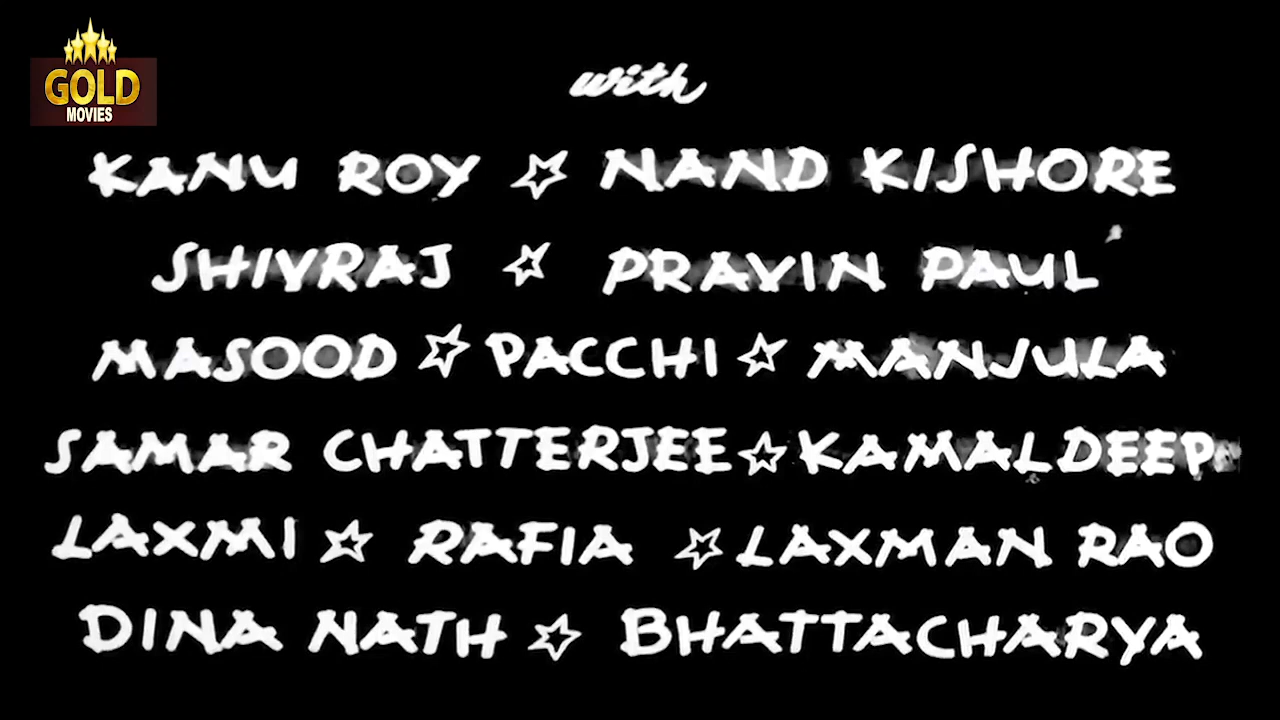 GOLD
MOVIES
with
KANU ROY ☆ NAND KISHORE
SHIVRAJ ☆ PRAVIN PAUL
MASOOD ☆ PACCHI ☆ MANJULA
SAMAR CHATTERJEE ☆ KAMALDEEP
LAXMI ☆ RAFIA ☆ LAXMAN RAO
DINA NATH ☆ BHATTACHARYA